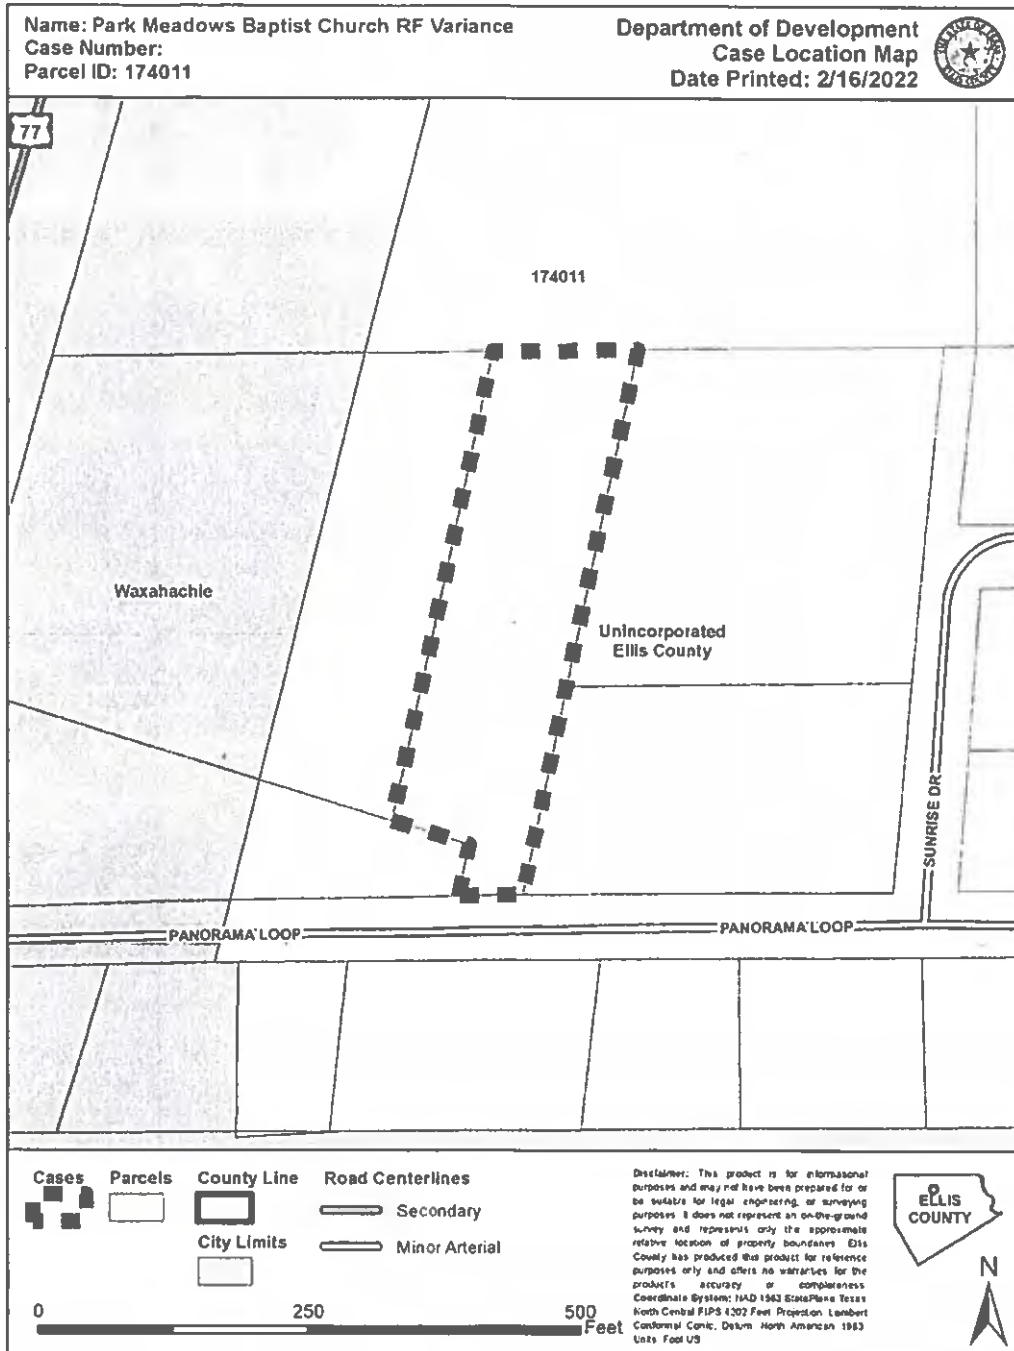 Name: Park Meadows Baptist Church RF Variance
Case Number:
Parcel ID: 174011
Department of Development
Case Location Map
Date Printed: 2/16/2022
77
174011
Waxahachie
Unincorporated
Ellis County
SUNRISE DR
PANORAMA LOOP
PANORAMA LOOP
Cases
Parcels
County Line
City Limits
Road Centerlines
Secondary
Minor Arterial
0 250 500 Feet
Disclaimer: This product is for informational
purposes and may not have been prepared for or
be suitable for legal, engineering, or surveying
purposes. It does not represent an on-the-ground
survey and represents only the approximate
relative location of property boundaries. Ellis
County has produced this product for reference
purposes only and offers no warranties for the
product's accuracy or completeness.
Coordinate System: NAD 1983 StatePlane Texas
North Central FIPS 4202 Feet Projection: Lambert
Conformal Conic, Datum: North American 1983
Units: Foot US
ELLIS
COUNTY
N